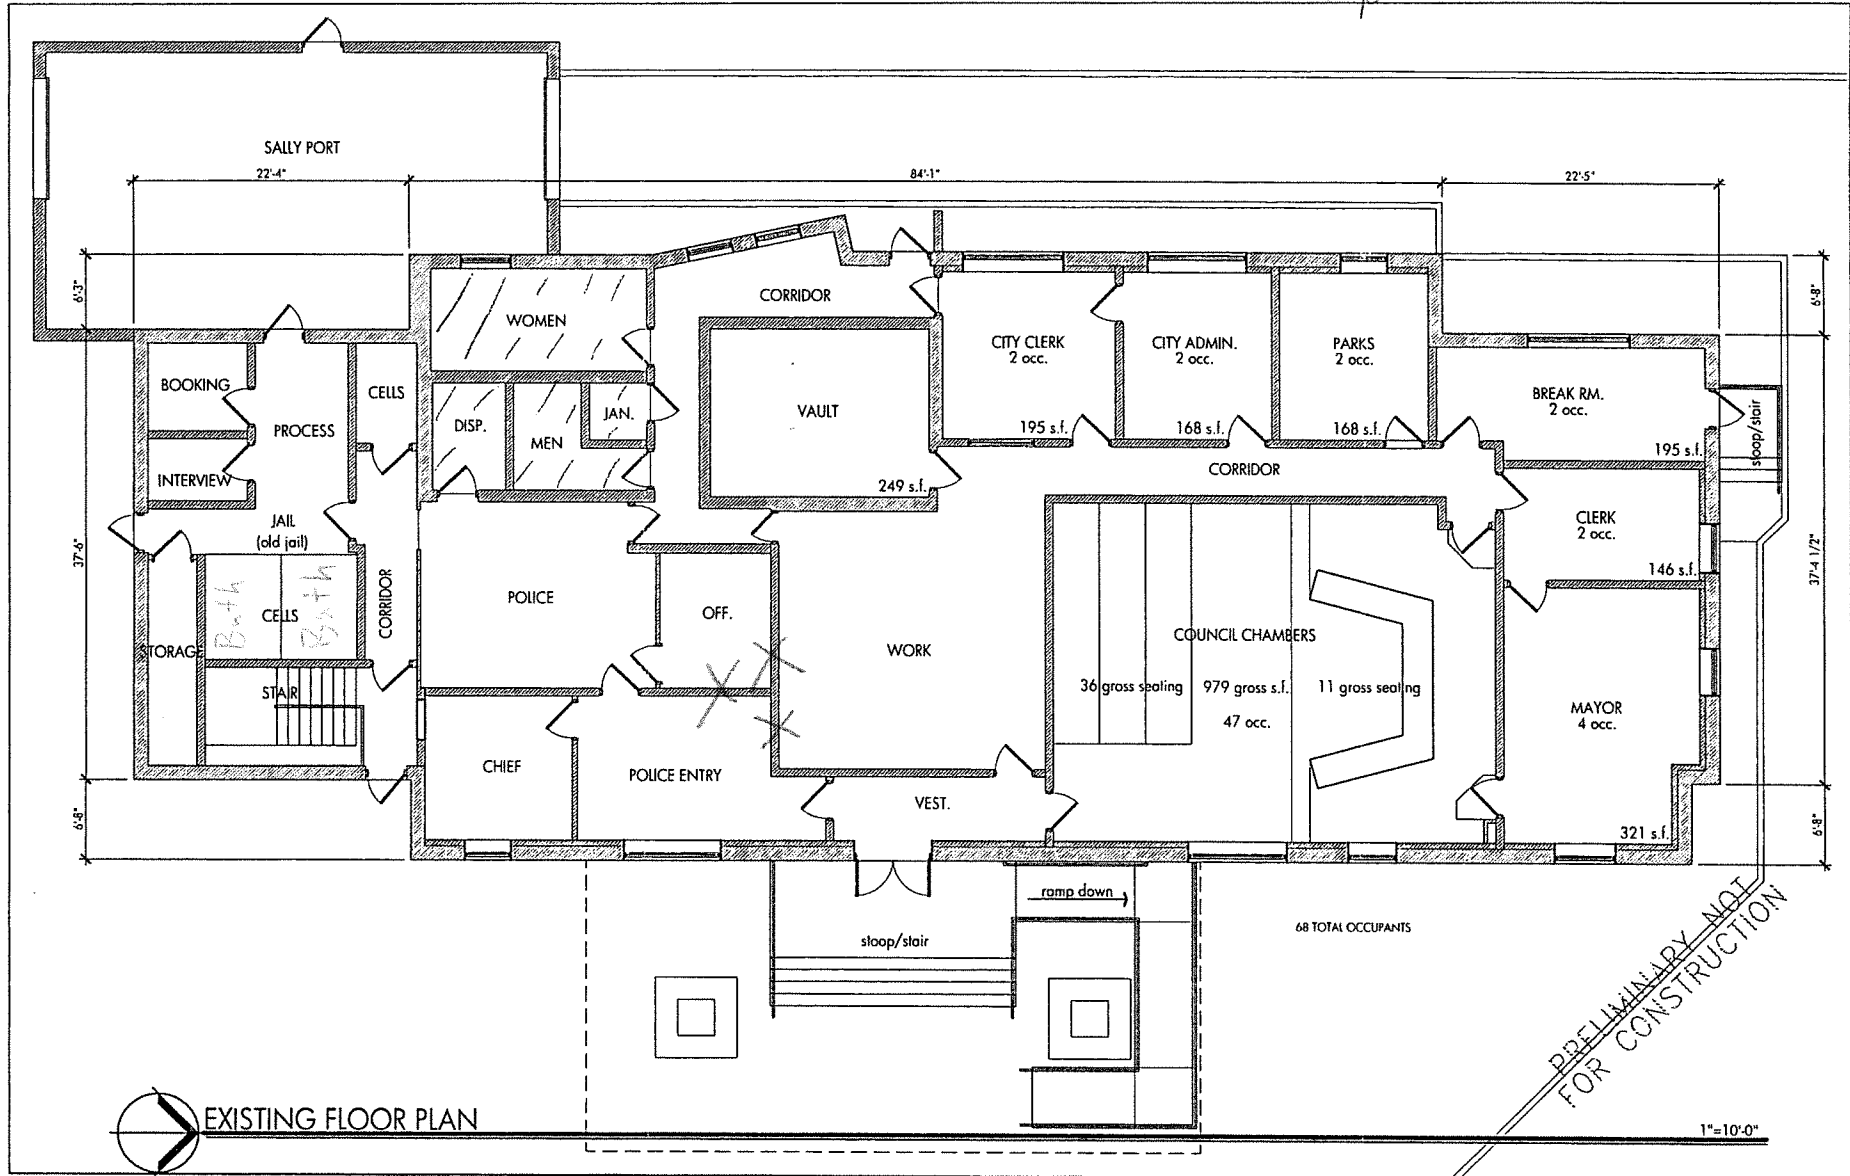 SALLY PORT
22'-4"
84'-1"
22'-5"
6'-3"
6'-8"
CORRIDOR
WOMEN
CITY CLERK
2 occ.
CITY ADMIN.
2 occ.
PARKS
2 occ.
BOOKING
CELLS
BREAK RM.
2 occ.
VAULT
JAN.
DISP.
MEN
PROCESS
195 s.f.
168 s.f.
168 s.f.
195 s.f.
stoop/stair
INTERVIEW
249 s.f.
CORRIDOR
JAIL
(old jail)
CLERK
2 occ.
146 s.f.
37'-6"
37'-4 1/2"
Bath
CELLS
Bath
CORRIDOR
POLICE
OFF.
WORK
COUNCIL CHAMBERS
STORAGE
STAIR
36 gross seating
979 gross s.f.
11 gross seating
47 occ.
MAYOR
4 occ.
CHIEF
POLICE ENTRY
VEST.
321 s.f.
6'-8"
6'-8"
ramp down
stoop/stair
68 TOTAL OCCUPANTS
PRELIMINARY NOT
FOR CONSTRUCTION
EXISTING FLOOR PLAN
1"=10'-0"